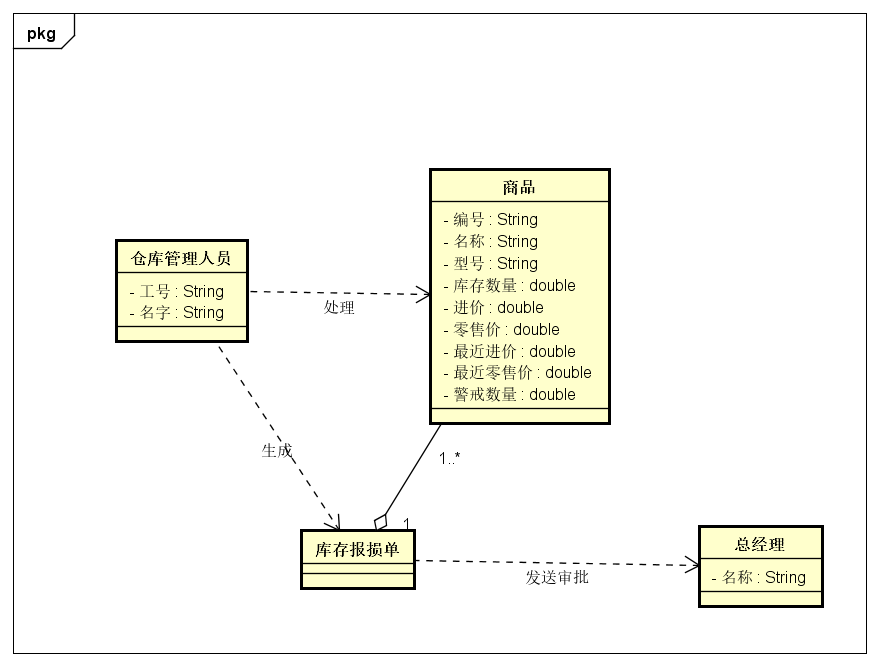 pkg
商品
- 编号 : String
- 名称 : String
- 型号 : String
- 库存数量 : double
- 进价 : double
- 零售价 : double
- 最近进价 : double
- 最近零售价 : double
- 警戒数量 : double
仓库管理人员
- 工号 : String
- 名字 : String
处理
生成
1..*
1
库存报损单
发送审批
总经理
- 名称 : String